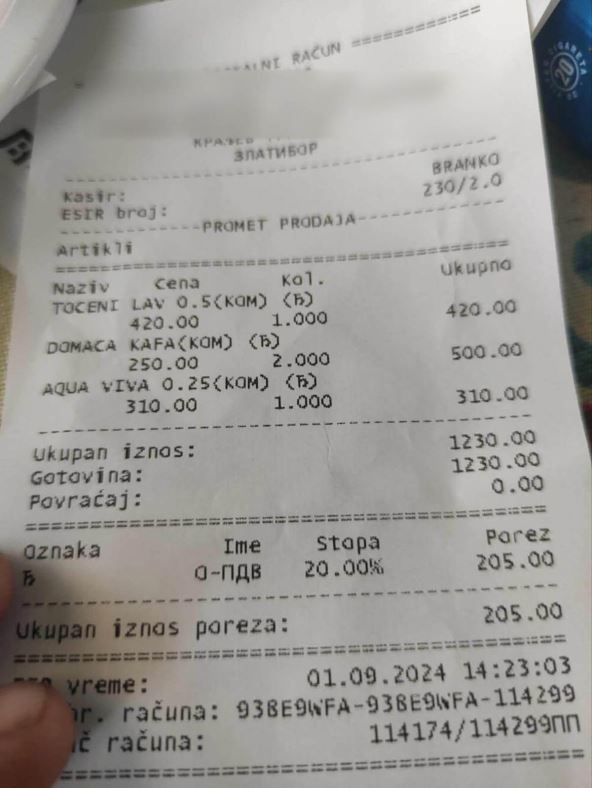 RAČUN
ЗЛАТИБОР
Kasir: BRANKO
ESIR broj: 230/2.0
PROMET PRODAJA
Artikli
Naziv Cena Kol. Ukupno
TOCENI LAV 0.5(KOM) (Ђ)
420.00 1.000 420.00
DOMACA KAFA(KOM) (Ђ)
250.00 2.000 500.00
AQUA VIVA 0.25(KOM) (Ђ)
310.00 1.000 310.00
Ukupan iznos: 1230.00
Gotovina: 1230.00
Povraćaj: 0.00
Oznaka Ime Stopa Porez
Ђ О-ПДВ 20.00% 205.00
Ukupan iznos poreza: 205.00
vreme: 01.09.2024 14:23:03
računa: 938E9WFA-938E9WFA-114299
računa: 114174/114299ПП
20